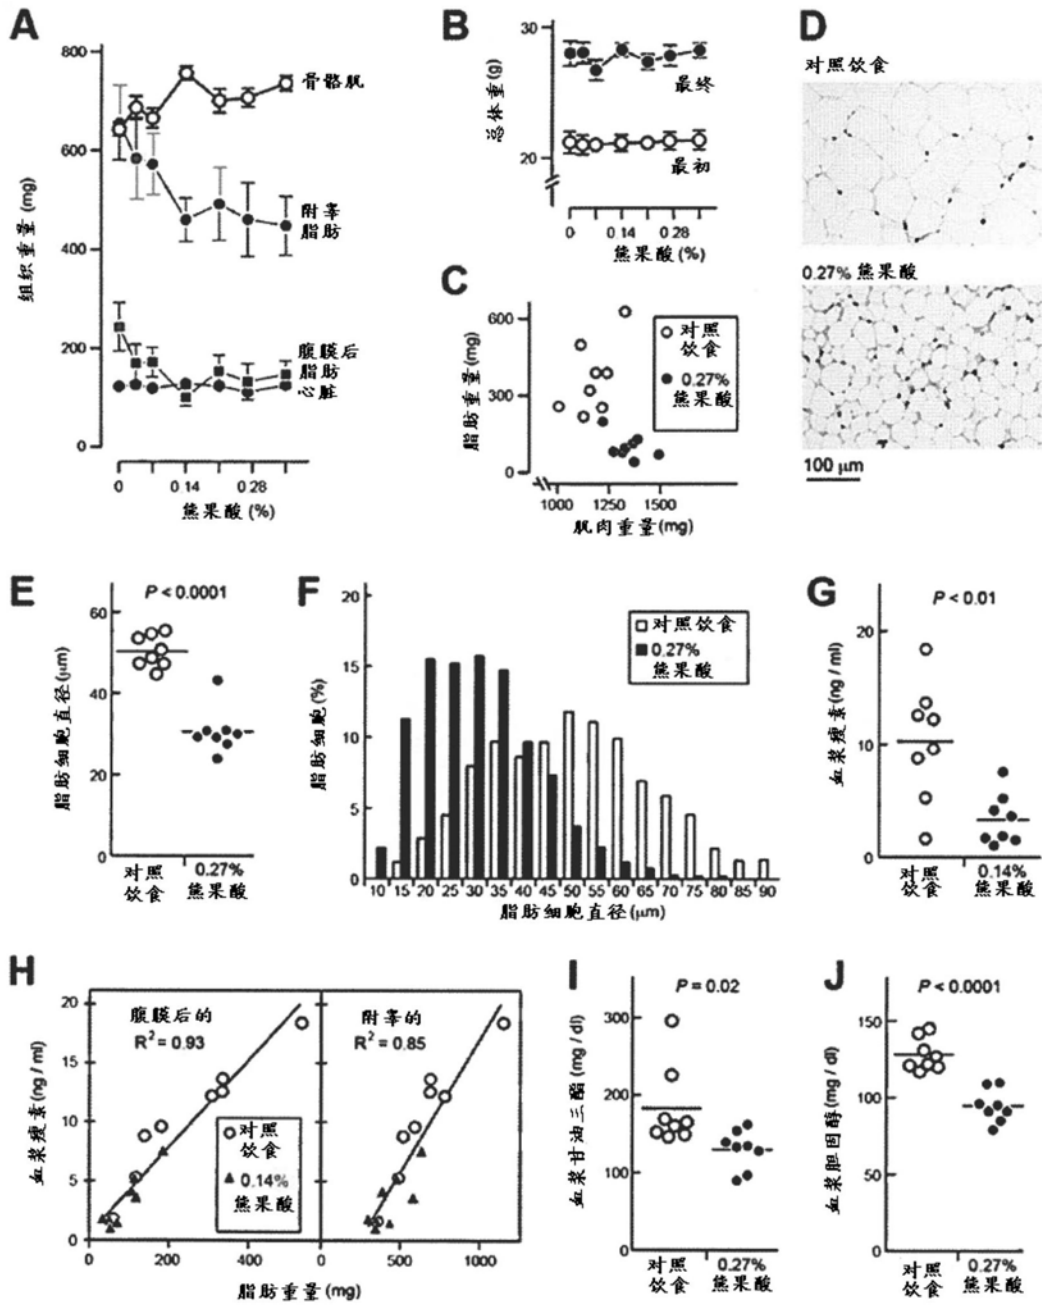 A
800
600
400
200
0
组织重量 (mg)
骨骼肌
附睾
脂肪
腹膜后
脂肪
心脏
0
0.14
0.28
熊果酸 (%)
B
30
20
总体重 (g)
最终
最初
0
0.14
0.28
熊果酸 (%)
C
600
300
0
脂肪重量 (mg)
对照
饮食
0.27%
熊果酸
1000
1250
1500
肌肉重量 (mg)
D
对照饮食
0.27% 熊果酸
100 μm
E
P < 0.0001
60
40
20
0
脂肪细胞直径 (μm)
对照
饮食
0.27%
熊果酸
F
20
15
10
5
0
脂肪细胞 (%)
对照饮食
0.27%
熊果酸
10 15 20 25 30 35 40 45 50 55 60 65 70 75 80 85 90
脂肪细胞直径 (μm)
G
P < 0.01
20
10
0
血浆瘦素 (ng / ml)
对照
饮食
0.14%
熊果酸
H
20
15
10
5
0
血浆瘦素 (ng / ml)
腹膜后的
R² = 0.93
附睾的
R² = 0.85
对照
饮食
0.14%
熊果酸
0
200
400
500
1000
脂肪重量 (mg)
I
P = 0.02
300
200
100
0
血浆甘油三酯 (mg / dl)
对照
饮食
0.27%
熊果酸
J
P < 0.0001
150
100
50
0
血浆胆固醇 (mg / dl)
对照
饮食
0.27%
熊果酸